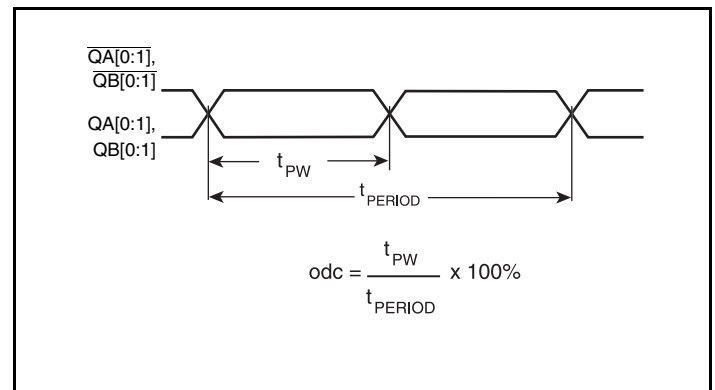 QA[0:1],
QB[0:1]
QA[0:1],
QB[0:1]
tPW
tPERIOD
odc = tPW / tPERIOD x 100%